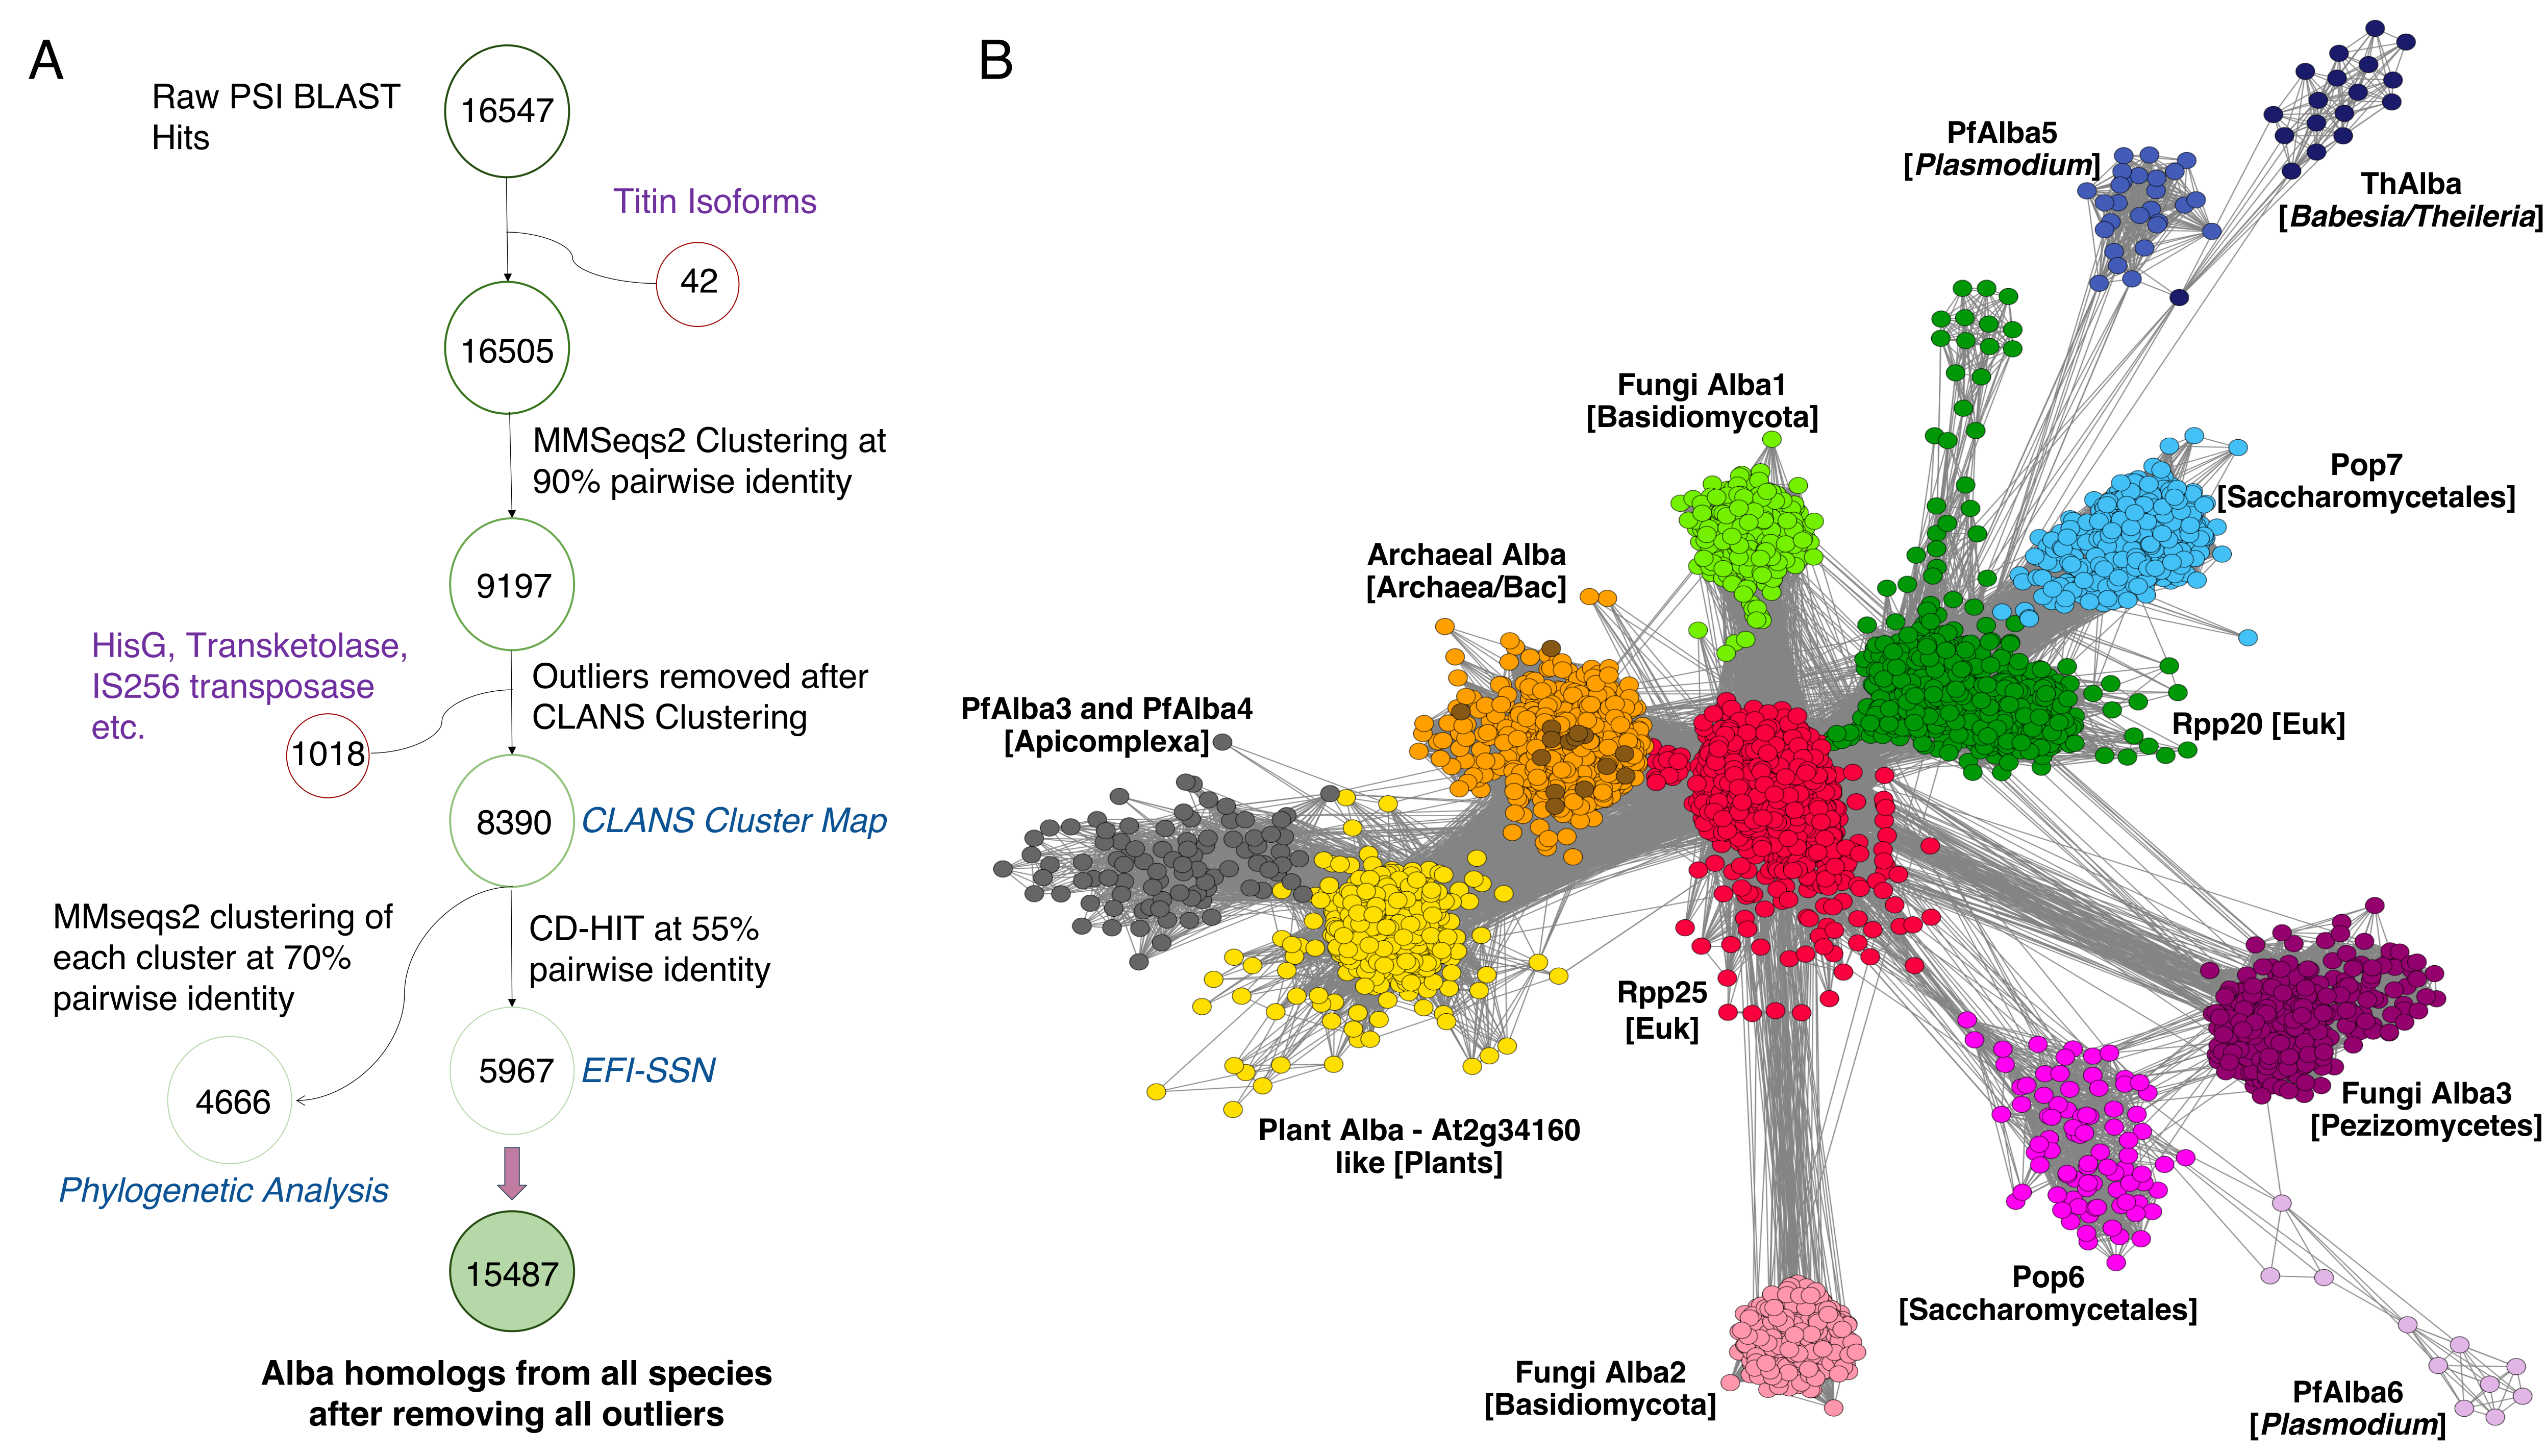 A
Raw PSI BLAST
Hits
16547
Titin Isoforms
42
16505
MMSeqs2 Clustering at
90% pairwise identity
9197
HisG, Transketolase,
IS256 transposase
etc.
1018
Outliers removed after
CLANS Clustering
8390
CLANS Cluster Map
MMseqs2 clustering of
each cluster at 70%
pairwise identity
CD-HIT at 55%
pairwise identity
4666
Phylogenetic Analysis
5967
EFI-SSN
15487
Alba homologs from all species
after removing all outliers
B
PfAlba5
[Plasmodium]
ThAlba
[Babesia/Theileria]
Fungi Alba1
[Basidiomycota]
Pop7
[Saccharomycetales]
Archaeal Alba
[Archaea/Bac]
PfAlba3 and PfAlba4
[Apicomplexa]
Rpp20 [Euk]
Rpp25
[Euk]
Plant Alba - At2g34160
like [Plants]
Fungi Alba3
[Pezizomycetes]
Pop6
[Saccharomycetales]
Fungi Alba2
[Basidiomycota]
PfAlba6
[Plasmodium]